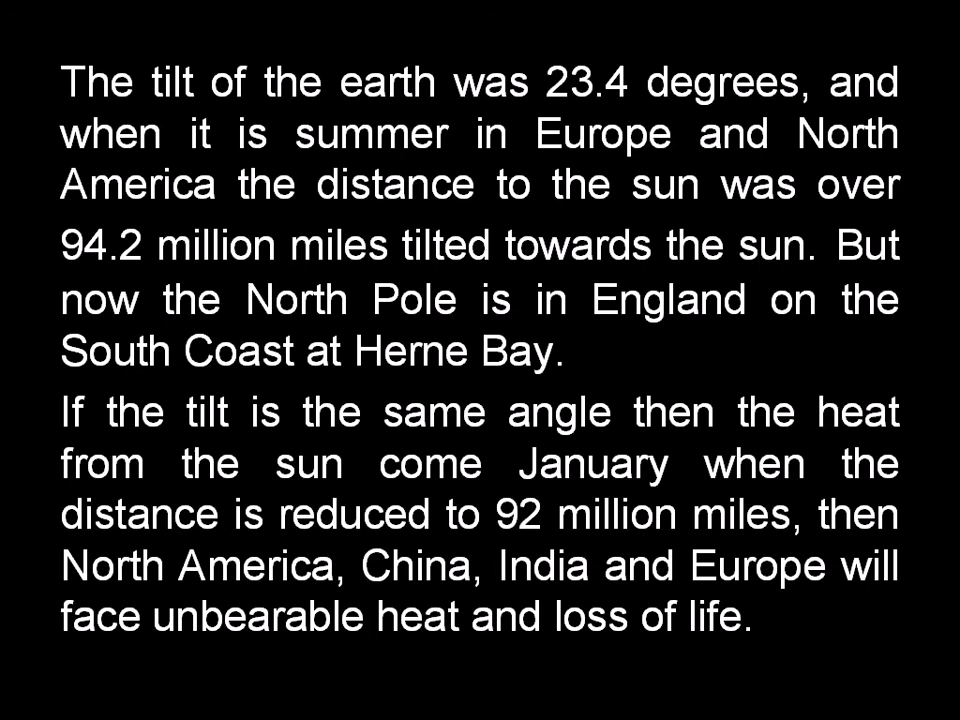 The tilt of the earth was 23.4 degrees, and
when it is summer in Europe and North
America the distance to the sun was over
94.2 million miles tilted towards the sun. But
now the North Pole is in England on the
South Coast at Herne Bay.
If the tilt is the same angle then the heat
from the sun come January when the
distance is reduced to 92 million miles, then
North America, China, India and Europe will
face unbearable heat and loss of life.